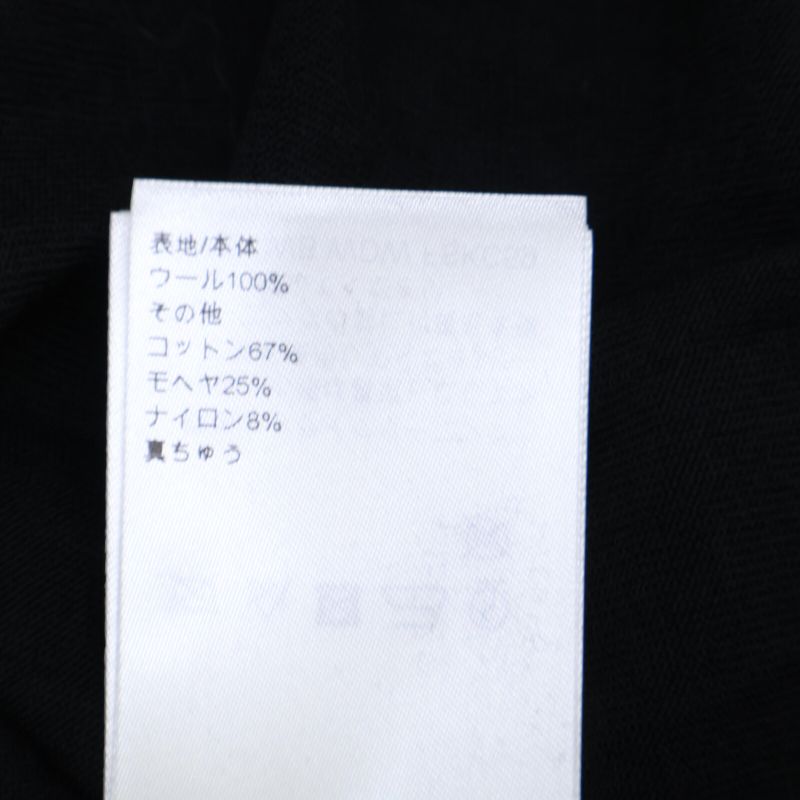 表地/本体
ウール100%
その他
コットン67%
モヘヤ25%
ナイロン8%
真ちゅう